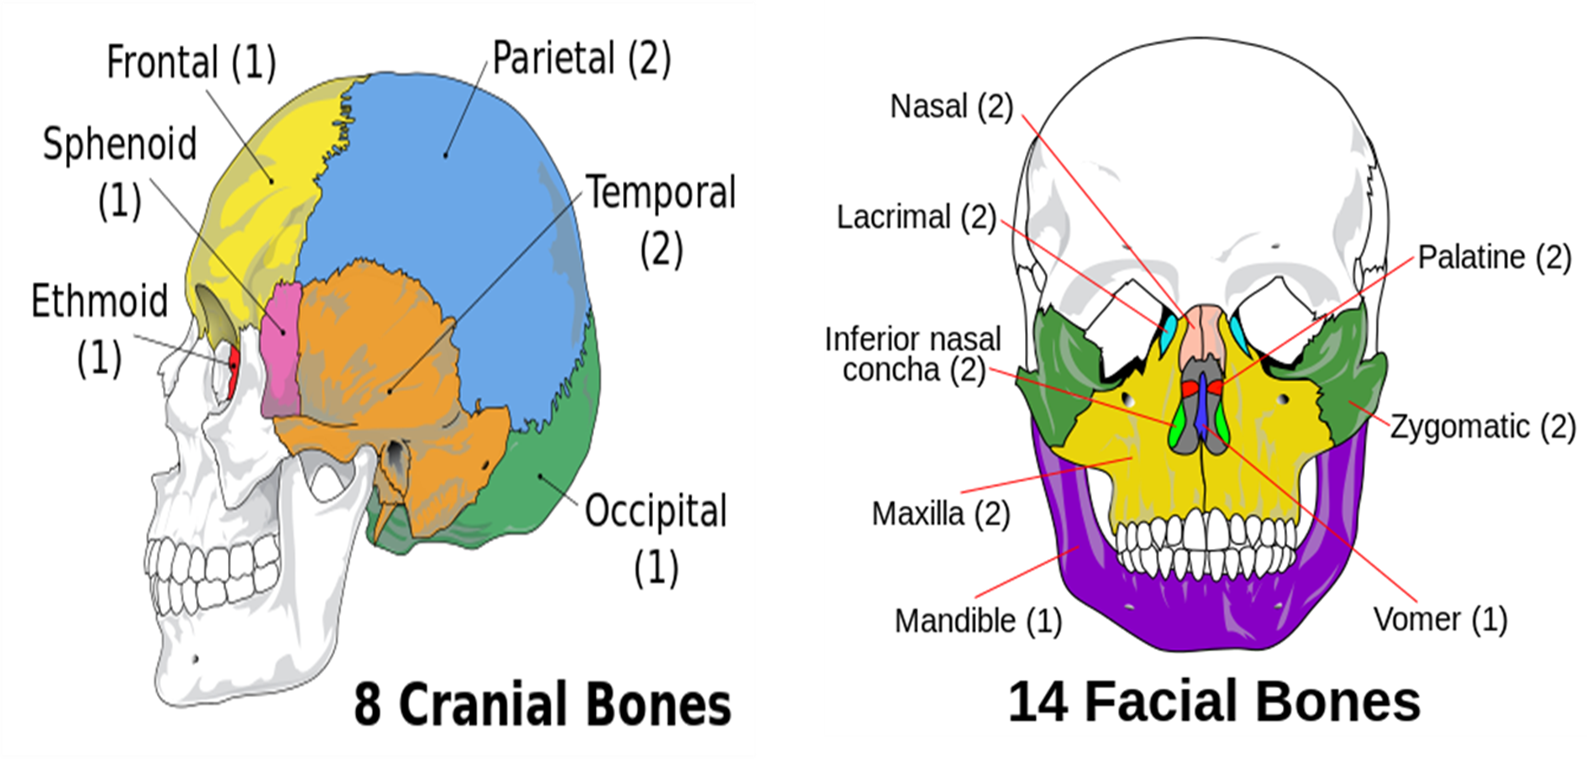 Frontal (1)
Parietal (2)
Sphenoid
(1)
Temporal
(2)
Ethmoid
(1)
Occipital
(1)
8 Cranial Bones
Nasal (2)
Lacrimal (2)
Palatine (2)
Inferior nasal
concha (2)
Zygomatic (2)
Maxilla (2)
Mandible (1)
Vomer (1)
14 Facial Bones